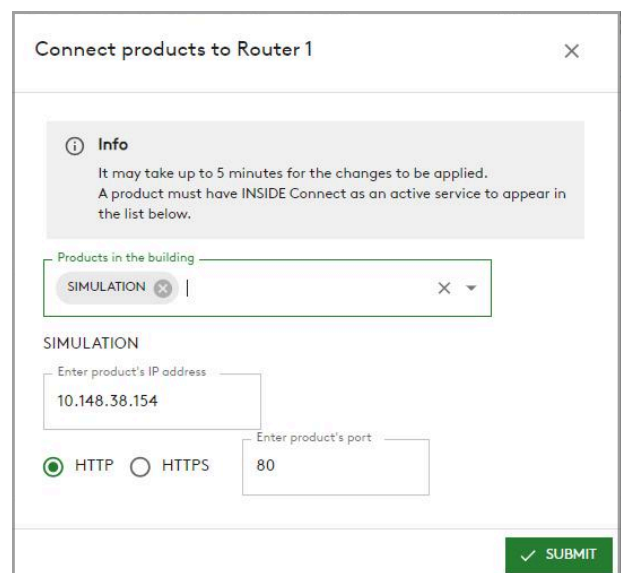 Connect products to Router 1
Info
It may take up to 5 minutes for the changes to be applied.
A product must have INSIDE Connect as an active service to appear in
the list below.
Products in the building
SIMULATION
SIMULATION
Enter product's IP address
10.148.38.154
HTTP HTTPS
Enter product's port
80
SUBMIT